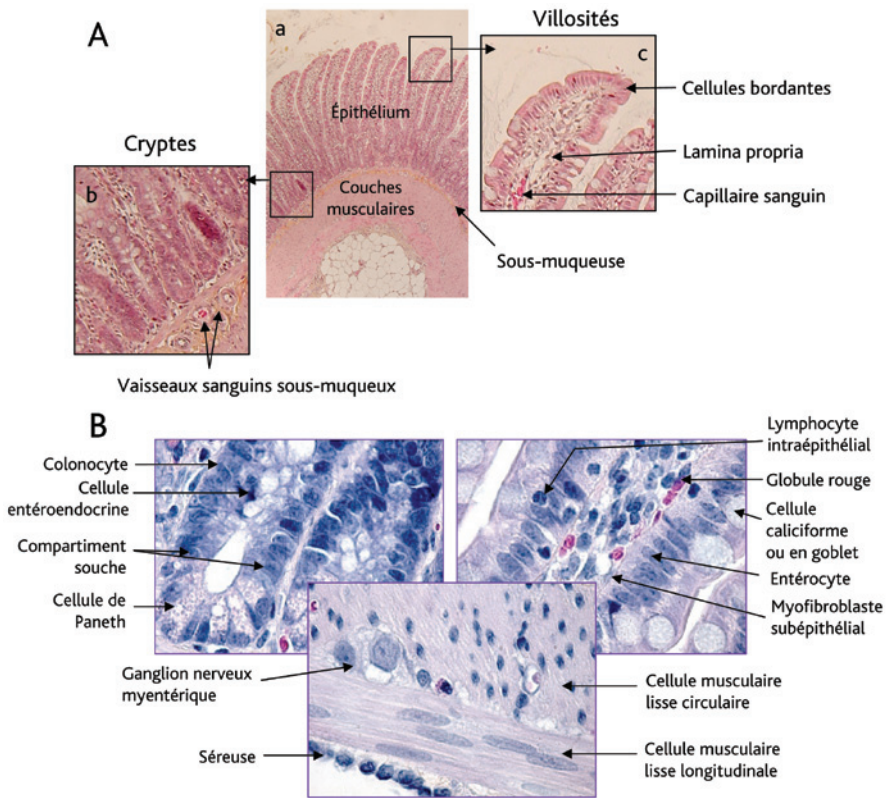 A
a
Villosités
c
Épithélium
Cellules bordantes
Lamina propria
Capillaire sanguin
Cryptes
b
Couches
musculaires
Sous-muqueuse
Vaisseaux sanguins sous-muqueux
B
Colonocyte
Cellule
entéroendocrine
Compartiment
souche
Cellule de
Paneth
Lymphocyte
intraépithélial
Globule rouge
Cellule
caliciforme
ou en goblet
Entérocyte
Myofibroblaste
subépithélial
Ganglion nerveux
myentérique
Séreuse
Cellule musculaire
lisse circulaire
Cellule musculaire
lisse longitudinale